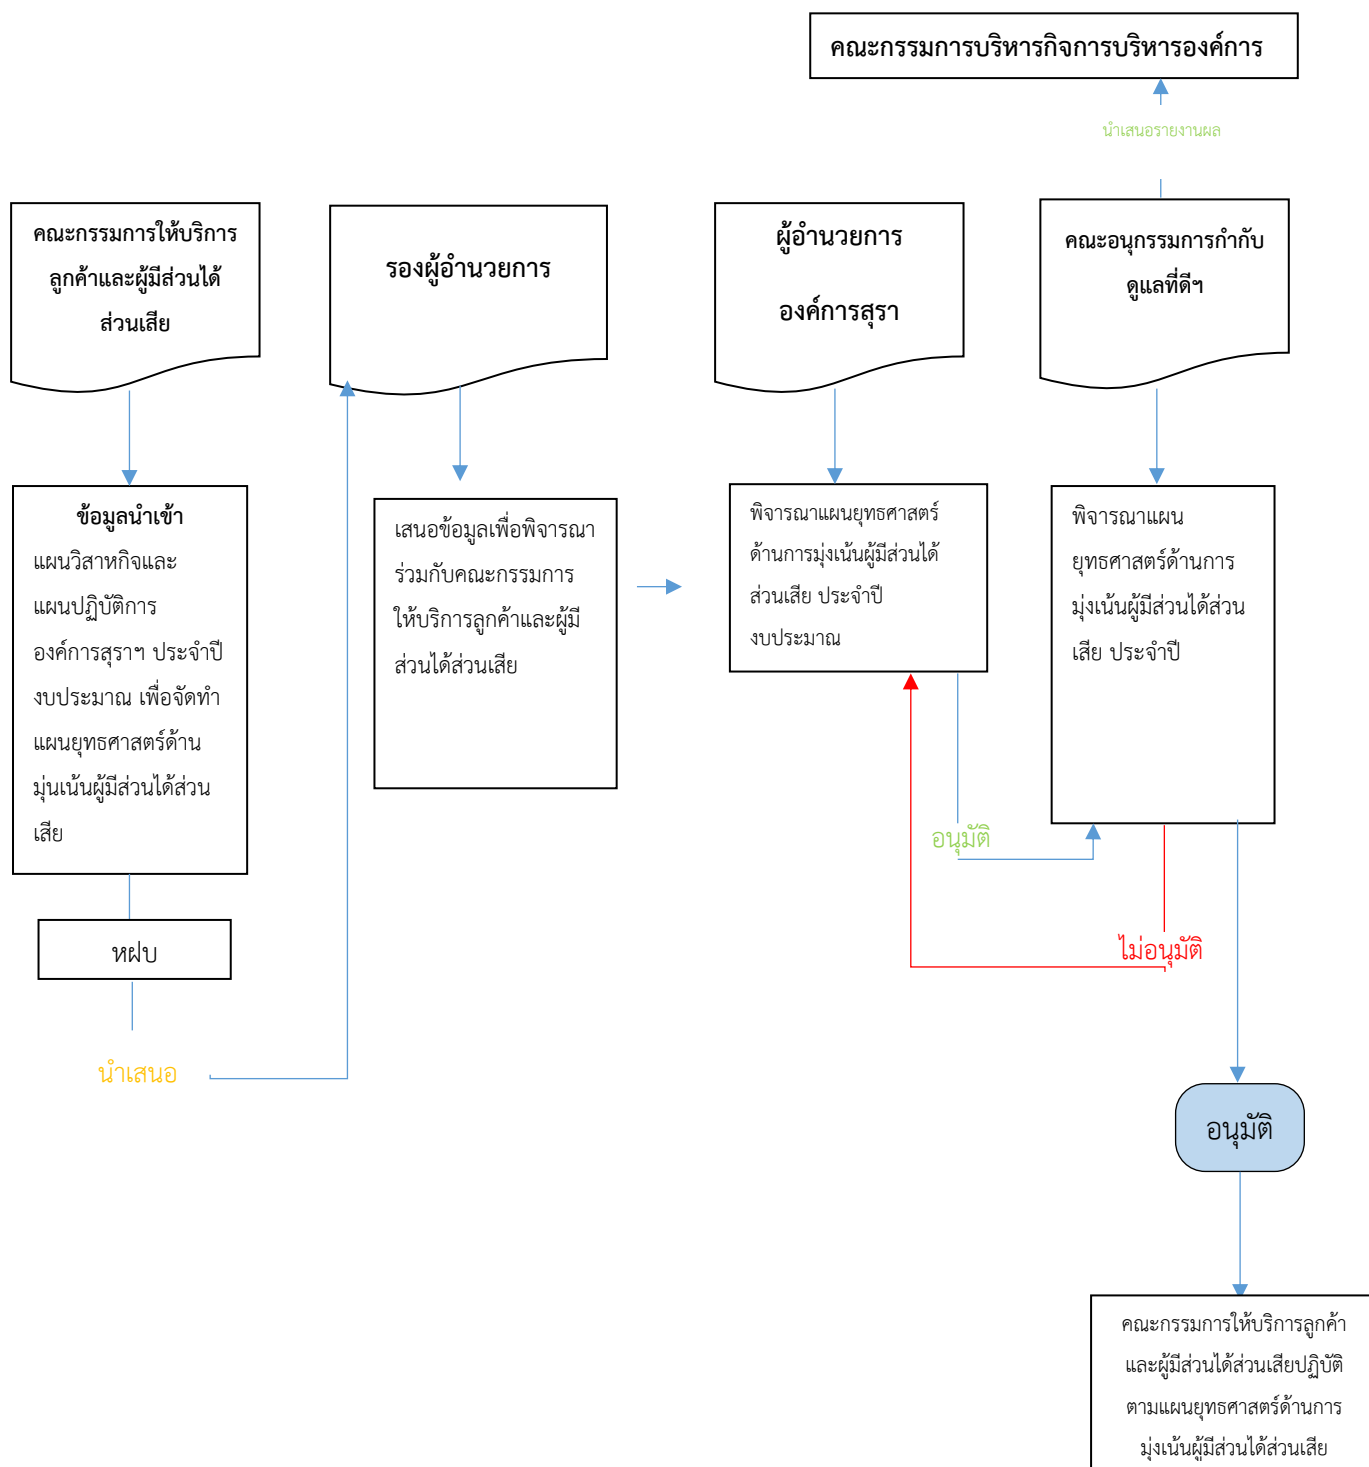 คณะกรรมการบริหารกิจการบริหารองค์การ
นำเสนอรายงานผล
คณะกรรมการให้บริการ
ลูกค้าและผู้มีส่วนได้
ส่วนเสีย
รองผู้อำนวยการ
ผู้อำนวยการ
องค์การสุรา
คณะอนุกรรมการกำกับ
ดูแลที่ดีฯ
ข้อมูลนำเข้า
แผนวิสาหกิจและ
แผนปฏิบัติการ
องค์การสุราฯ ประจำปี
งบประมาณ เพื่อจัดทำ
แผนยุทธศาสตร์ด้าน
มุ่นเน้นผู้มีส่วนได้ส่วน
เสีย
เสนอข้อมูลเพื่อพิจารณา
ร่วมกับคณะกรรมการ
ให้บริการลูกค้าและผู้มี
ส่วนได้ส่วนเสีย
พิจารณาแผนยุทธศาสตร์
ด้านการมุ่งเน้นผู้มีส่วนได้
ส่วนเสีย ประจำปี
งบประมาณ
พิจารณาแผน
ยุทธศาสตร์ด้านการ
มุ่งเน้นผู้มีส่วนได้ส่วน
เสีย ประจำปี
อนุมัติ
ไม่อนุมัติ
หฝบ
นำเสนอ
อนุมัติ
คณะกรรมการให้บริการลูกค้า
และผู้มีส่วนได้ส่วนเสียปฏิบัติ
ตามแผนยุทธศาสตร์ด้านการ
มุ่งเน้นผู้มีส่วนได้ส่วนเสีย